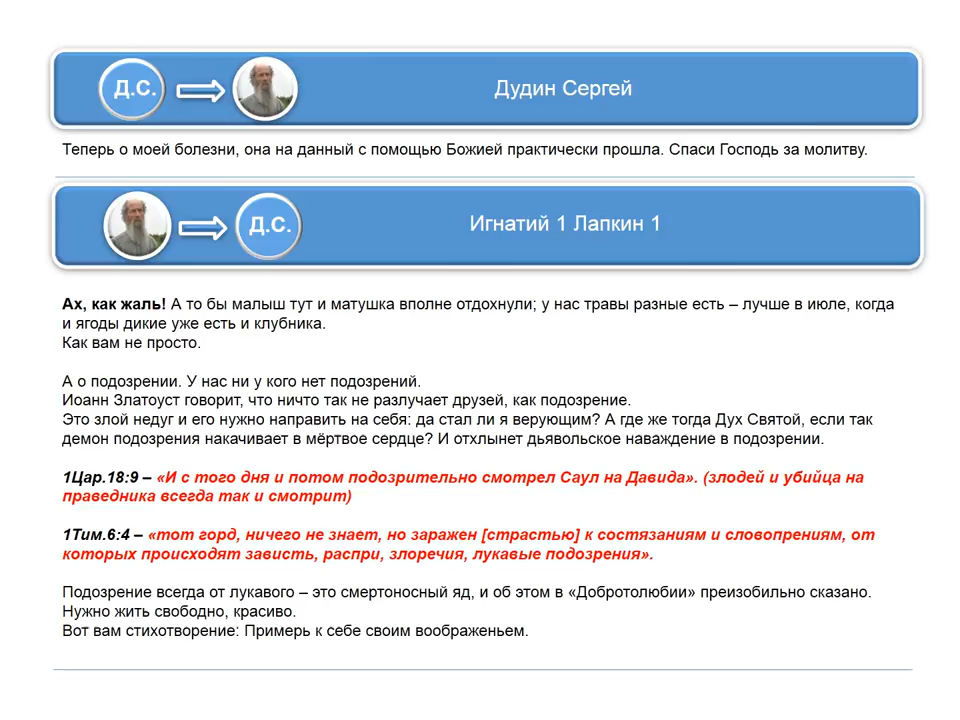 Д.С.
Дудин Сергей
Теперь о моей болезни, она на данный с помощью Божией практически прошла. Спаси Господь за молитву.
Д.С.
Игнатий 1 Лапкин 1
Ах, как жаль! А то бы малыш тут и матушка вполне отдохнули; у нас травы разные есть – лучше в июле, когда
и ягоды дикие уже есть и клубника.
Как вам не просто.
А о подозрении. У нас ни у кого нет подозрений.
Иоанн Златоуст говорит, что ничто так не разлучает друзей, как подозрение.
Это злой недуг и его нужно направить на себя: да стал ли я верующим? А где же тогда Дух Святой, если так
демон подозрения накачивает в мёртвое сердце? И отхлынет дьявольское наваждение в подозрении.
1Цар.18:9 – «И с того дня и потом подозрительно смотрел Саул на Давида». (злодей и убийца на
праведника всегда так и смотрит)
1Тим.6:4 – «тот горд, ничего не знает, но заражен [страстью] к состязаниям и словопрениям, от
которых происходят зависть, распри, злоречия, лукавые подозрения».
Подозрение всегда от лукавого – это смертоносный яд, и об этом в «Добротолюбии» преизобильно сказано.
Нужно жить свободно, красиво.
Вот вам стихотворение: Примерь к себе своим воображеньем.